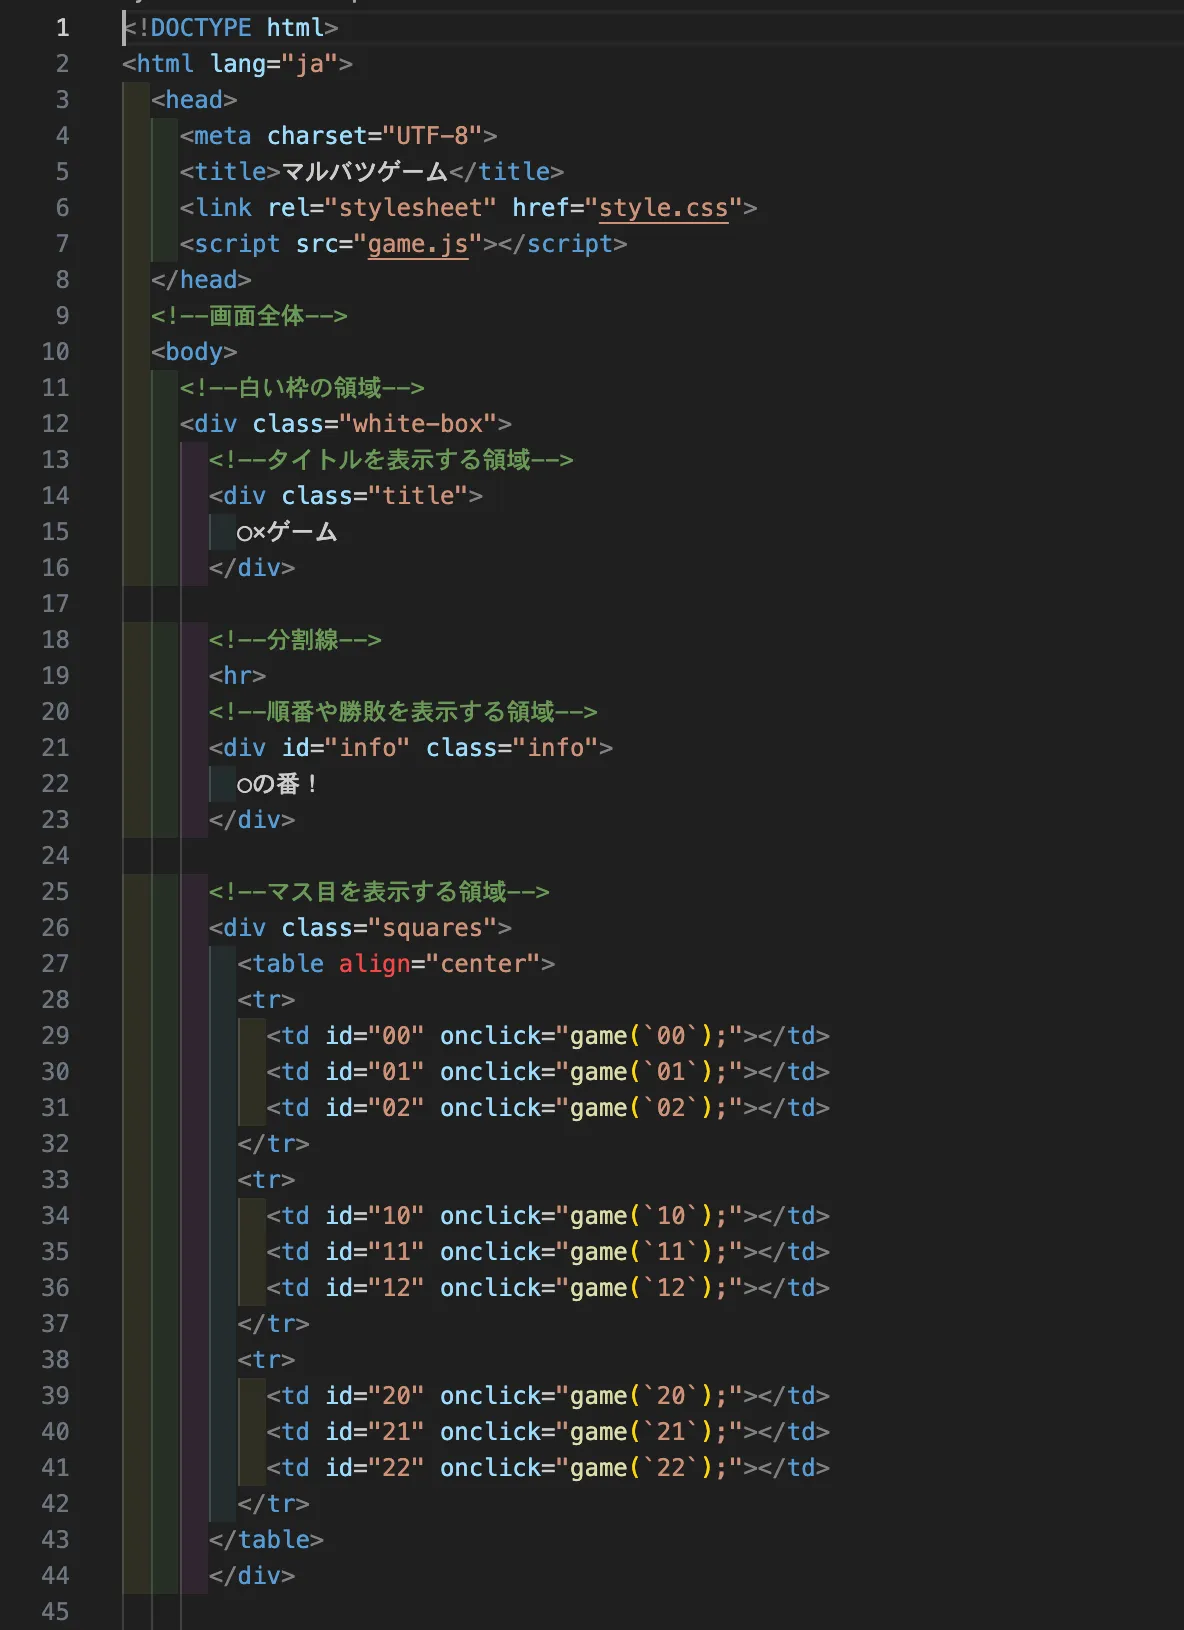 1 <!DOCTYPE html>
2 <html lang="ja">
3 <head>
4 <meta charset="UTF-8">
5 <title>マルバツゲーム</title>
6 <link rel="stylesheet" href="style.css">
7 <script src="game.js"></script>
8 </head>
9 <!--画面全体-->
10 <body>
11 <!--白い枠の領域-->
12 <div class="white-box">
13 <!--タイトルを表示する領域-->
14 <div class="title">
15 ○×ゲーム
16 </div>
17
18 <!--分割線-->
19 <hr>
20 <!--順番や勝敗を表示する領域-->
21 <div id="info" class="info">
22 ○の番！
23 </div>
24
25 <!--マス目を表示する領域-->
26 <div class="squares">
27 <table align="center">
28 <tr>
29 <td id="00" onclick="game(`00`);"></td>
30 <td id="01" onclick="game(`01`);"></td>
31 <td id="02" onclick="game(`02`);"></td>
32 </tr>
33 <tr>
34 <td id="10" onclick="game(`10`);"></td>
35 <td id="11" onclick="game(`11`);"></td>
36 <td id="12" onclick="game(`12`);"></td>
37 </tr>
38 <tr>
39 <td id="20" onclick="game(`20`);"></td>
40 <td id="21" onclick="game(`21`);"></td>
41 <td id="22" onclick="game(`22`);"></td>
42 </tr>
43 </table>
44 </div>
45